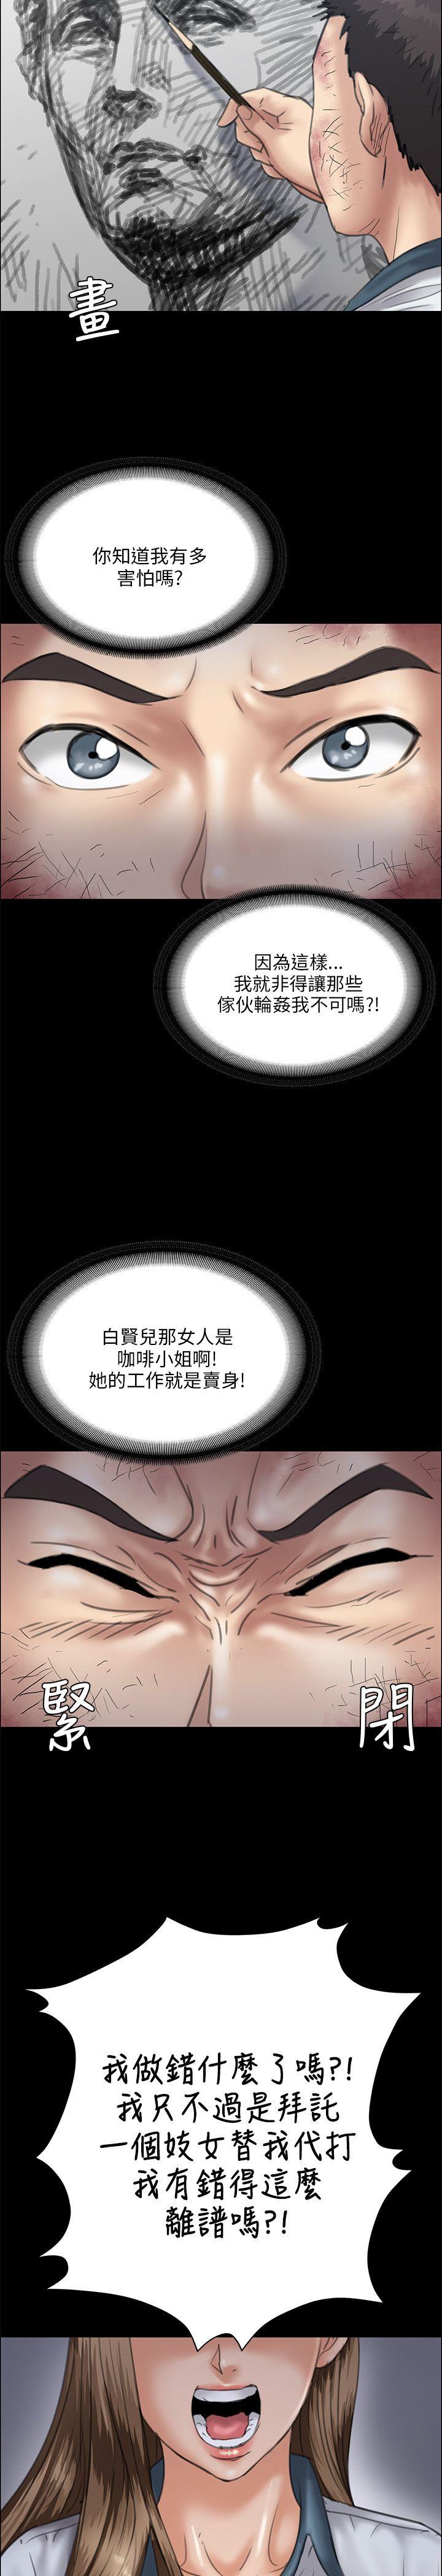 畫
你知道我有多
害怕嗎?
因為這樣...
我就非得讓那些
傢伙輪姦我不可嗎?!
白賢兒那女人是
咖啡小姐啊!
她的工作就是賣身!
緊 閉
我做錯什麼了嗎?!
我只不過是拜託
一個妓女替我代打
我有錯得這麼
離譜嗎?!